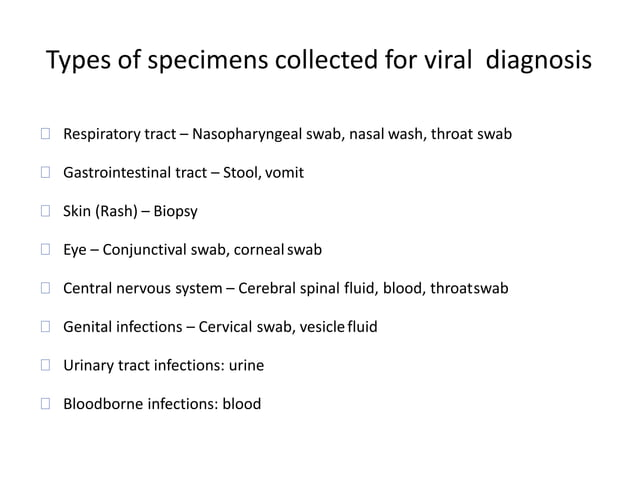 Types of specimens collected for viral diagnosis
Respiratory tract – Nasopharyngeal swab, nasal wash, throat swab
Gastrointestinal tract – Stool, vomit
Skin (Rash) – Biopsy
Eye – Conjunctival swab, corneal swab
Central nervous system – Cerebral spinal fluid, blood, throatswab
Genital infections – Cervical swab, vesicle fluid
Urinary tract infections: urine
Bloodborne infections: blood